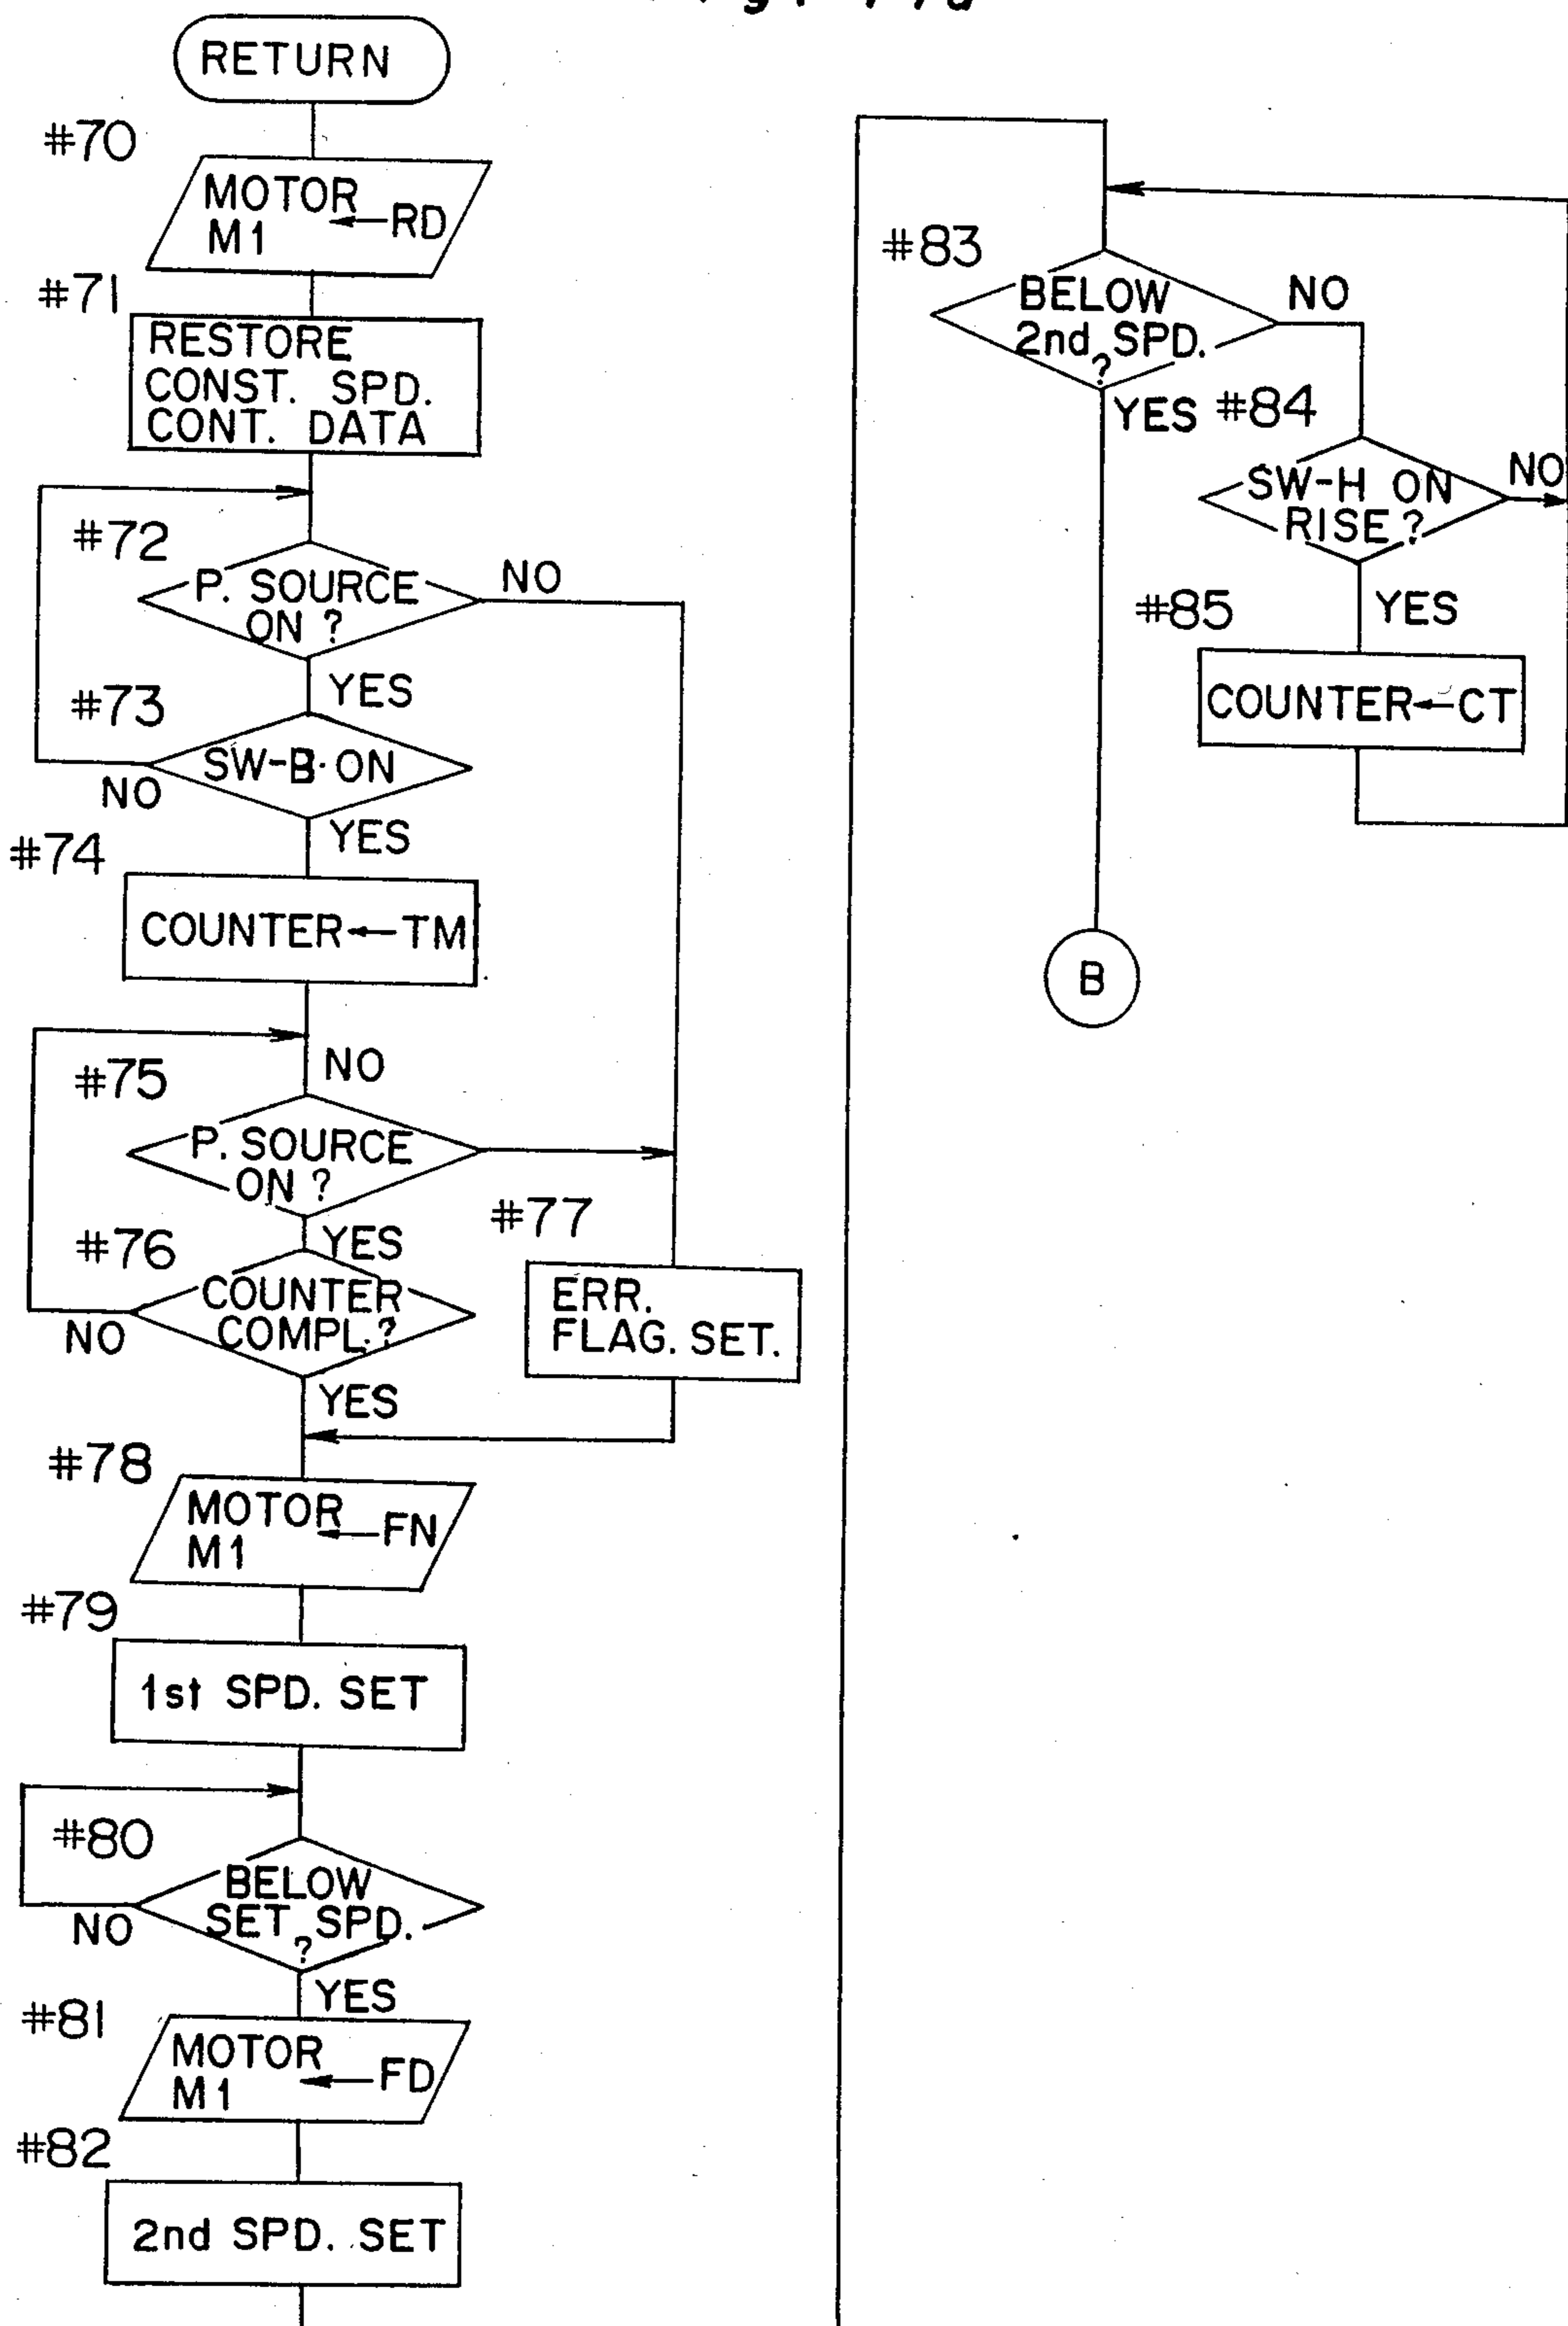 RETURN
#70
MOTOR
M1 ←RD
#71
RESTORE
CONST. SPD.
CONT. DATA
#72
P. SOURCE
ON ?
NO
YES
#73
SW-B ON
NO
YES
#74
COUNTER←TM
NO
#75
P. SOURCE
ON ?
YES
#76
COUNTER
COMPL.?
NO
YES
#77
ERR.
FLAG. SET.
#78
MOTOR
M1 ←FN
#79
1st SPD. SET
#80
BELOW
SET SPD.
?
NO
YES
#81
MOTOR
M1 ←FD
#82
2nd SPD. SET
#83
BELOW
2nd SPD.
?
NO
YES
#84
SW-H ON
RISE ?
NO
YES
#85
COUNTER←CT
B